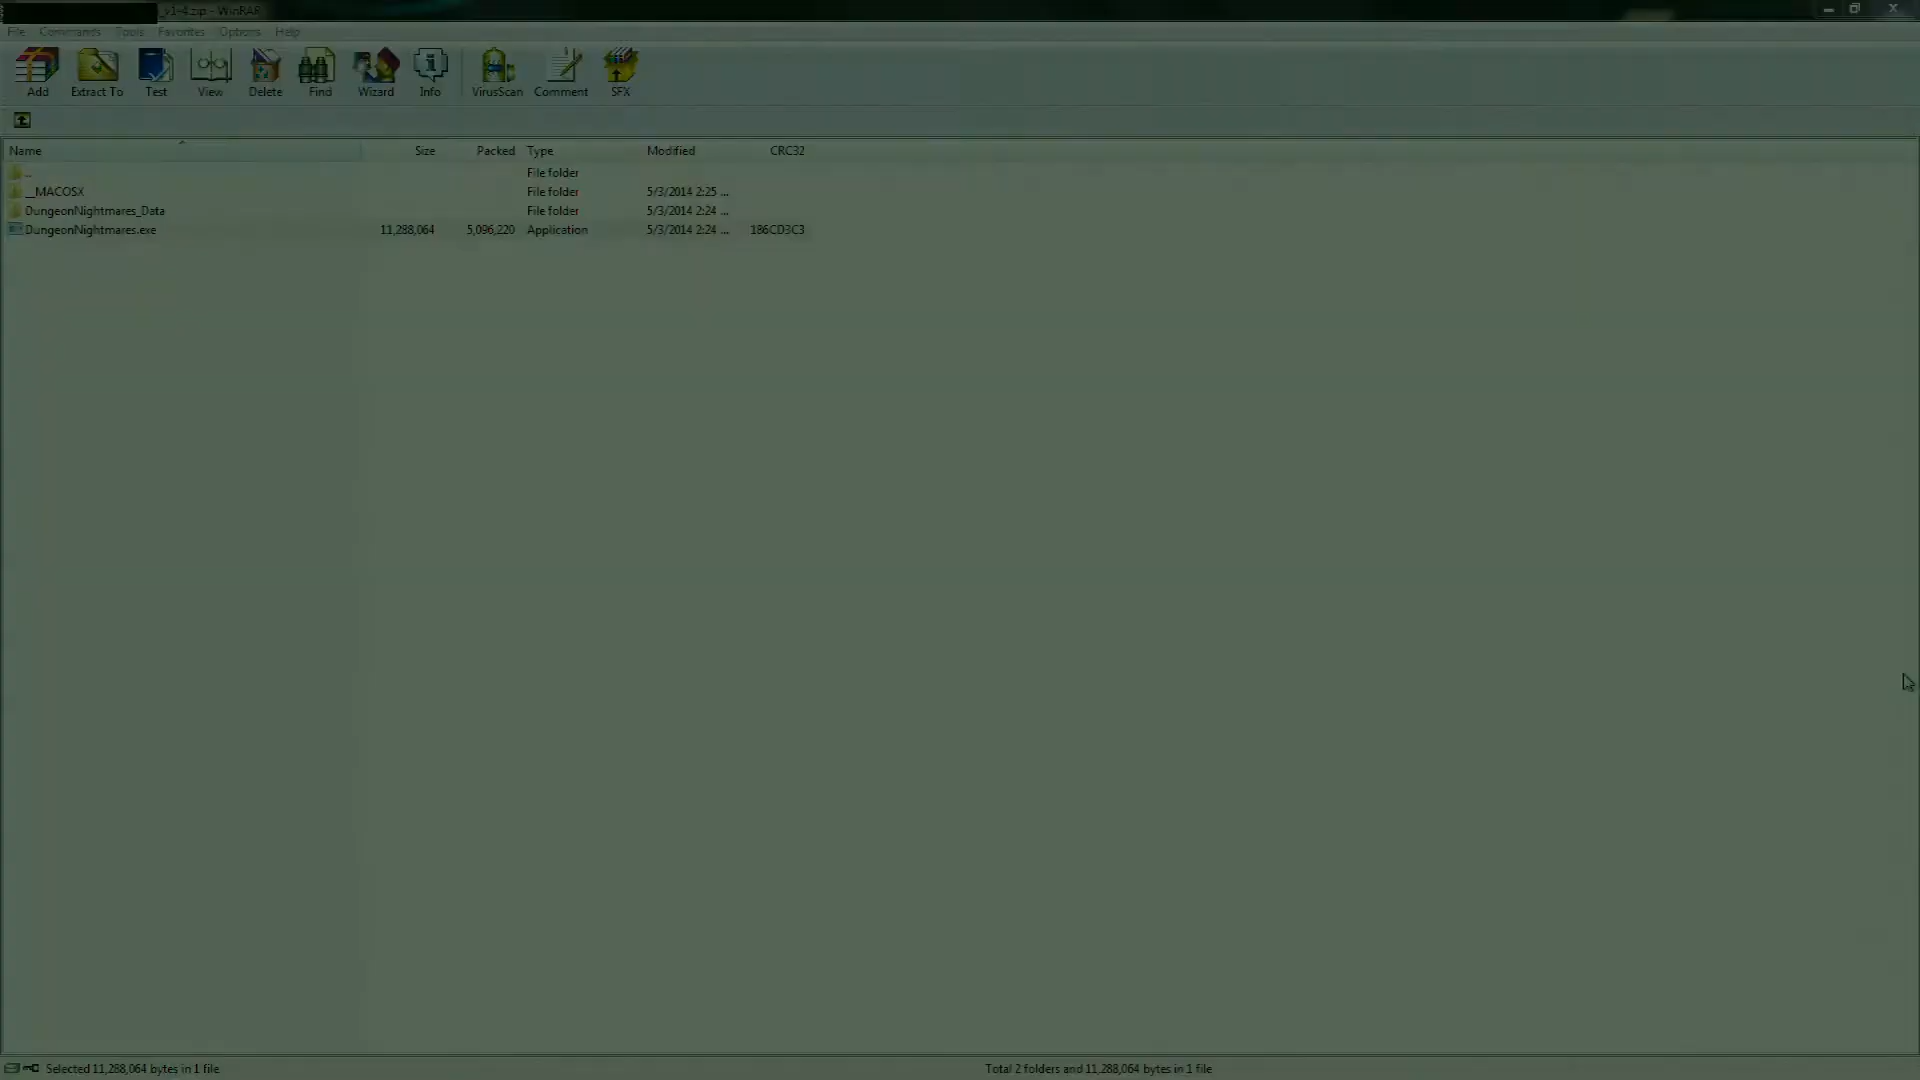 _v1-4.zip - WinRAR
File Commands Tools Favorites Options Help
Add Extract To Test View Delete Find Wizard Info VirusScan Comment SFX
Name Size Packed Type Modified CRC32
.. File folder
__MACOSX File folder 5/3/2014 2:25 ...
DungeonNightmares_Data File folder 5/3/2014 2:24 ...
DungeonNightmares.exe 11,288,064 5,096,220 Application 5/3/2014 2:24 ... 186CD3C3
Selected 11,288,064 bytes in 1 file Total 2 folders and 11,288,064 bytes in 1 file